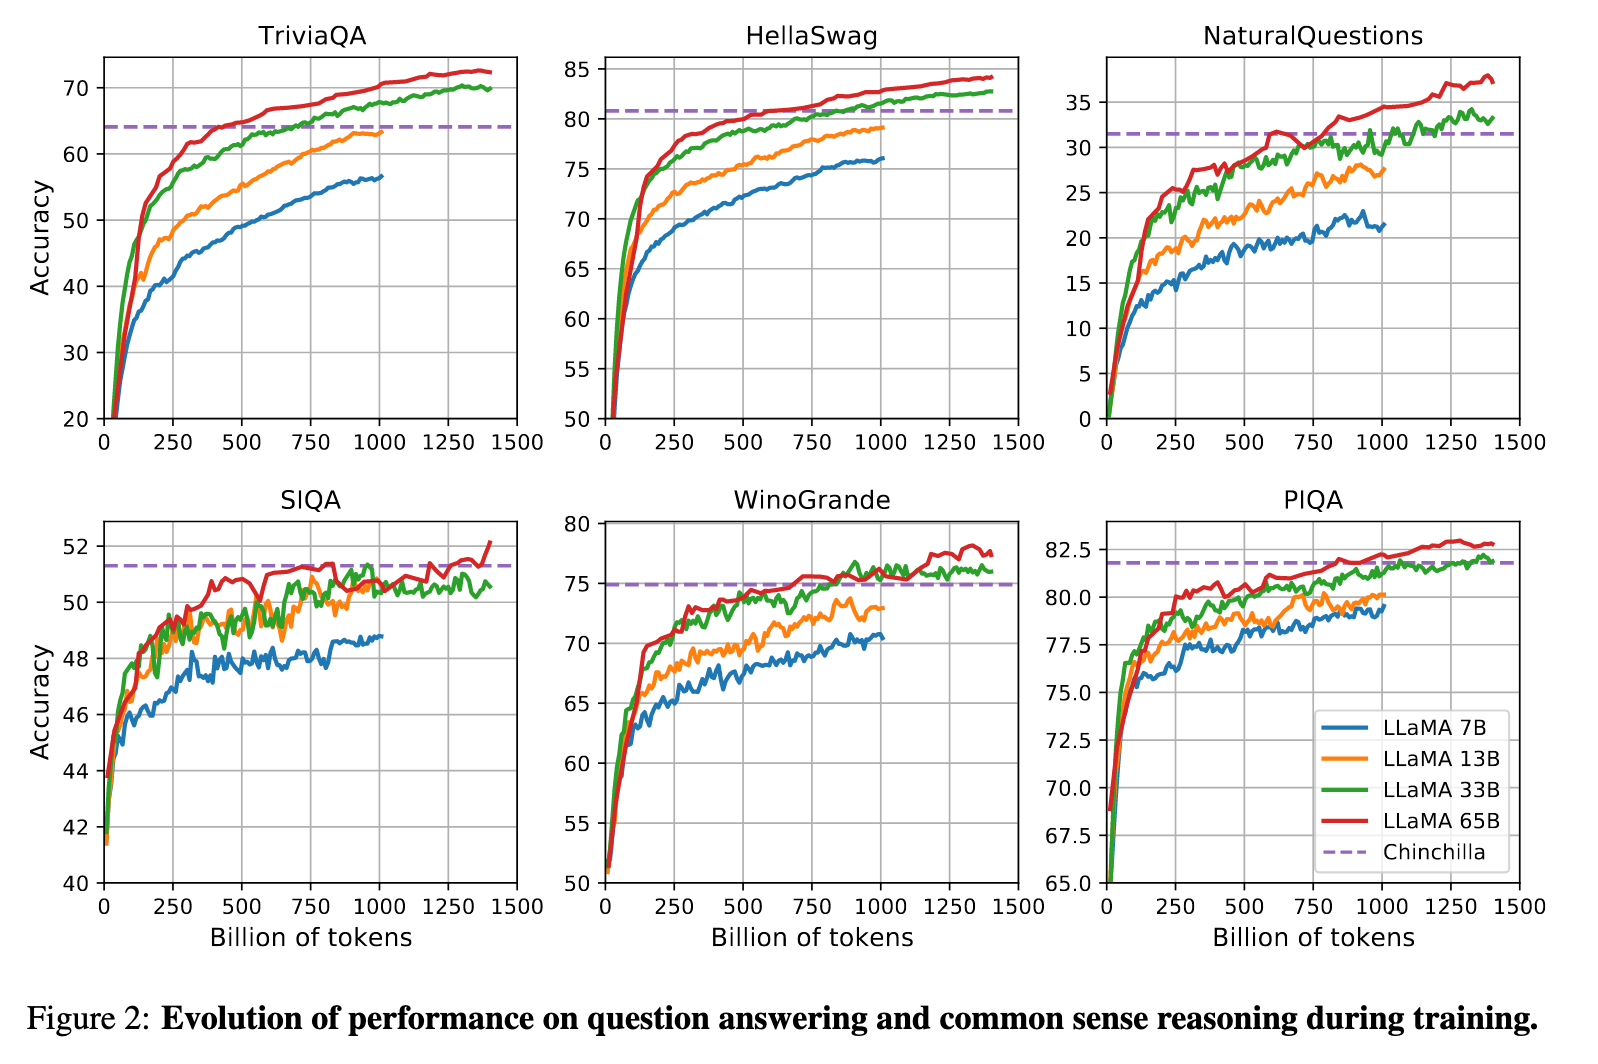 TriviaQA
HellaSwag
NaturalQuestions
Accuracy
70
60
50
40
30
20
0 250 500 750 1000 1250 1500
85
80
75
70
65
60
55
50
0 250 500 750 1000 1250 1500
35
30
25
20
15
10
5
0
0 250 500 750 1000 1250 1500
SIQA
WinoGrande
PIQA
Accuracy
52
50
48
46
44
42
40
0 250 500 750 1000 1250 1500
Billion of tokens
80
75
70
65
60
55
50
0 250 500 750 1000 1250 1500
Billion of tokens
82.5
80.0
77.5
75.0
72.5
70.0
67.5
65.0
LLaMA 7B
LLaMA 13B
LLaMA 33B
LLaMA 65B
Chinchilla
0 250 500 750 1000 1250 1500
Billion of tokens
Figure 2: Evolution of performance on question answering and common sense reasoning during training.